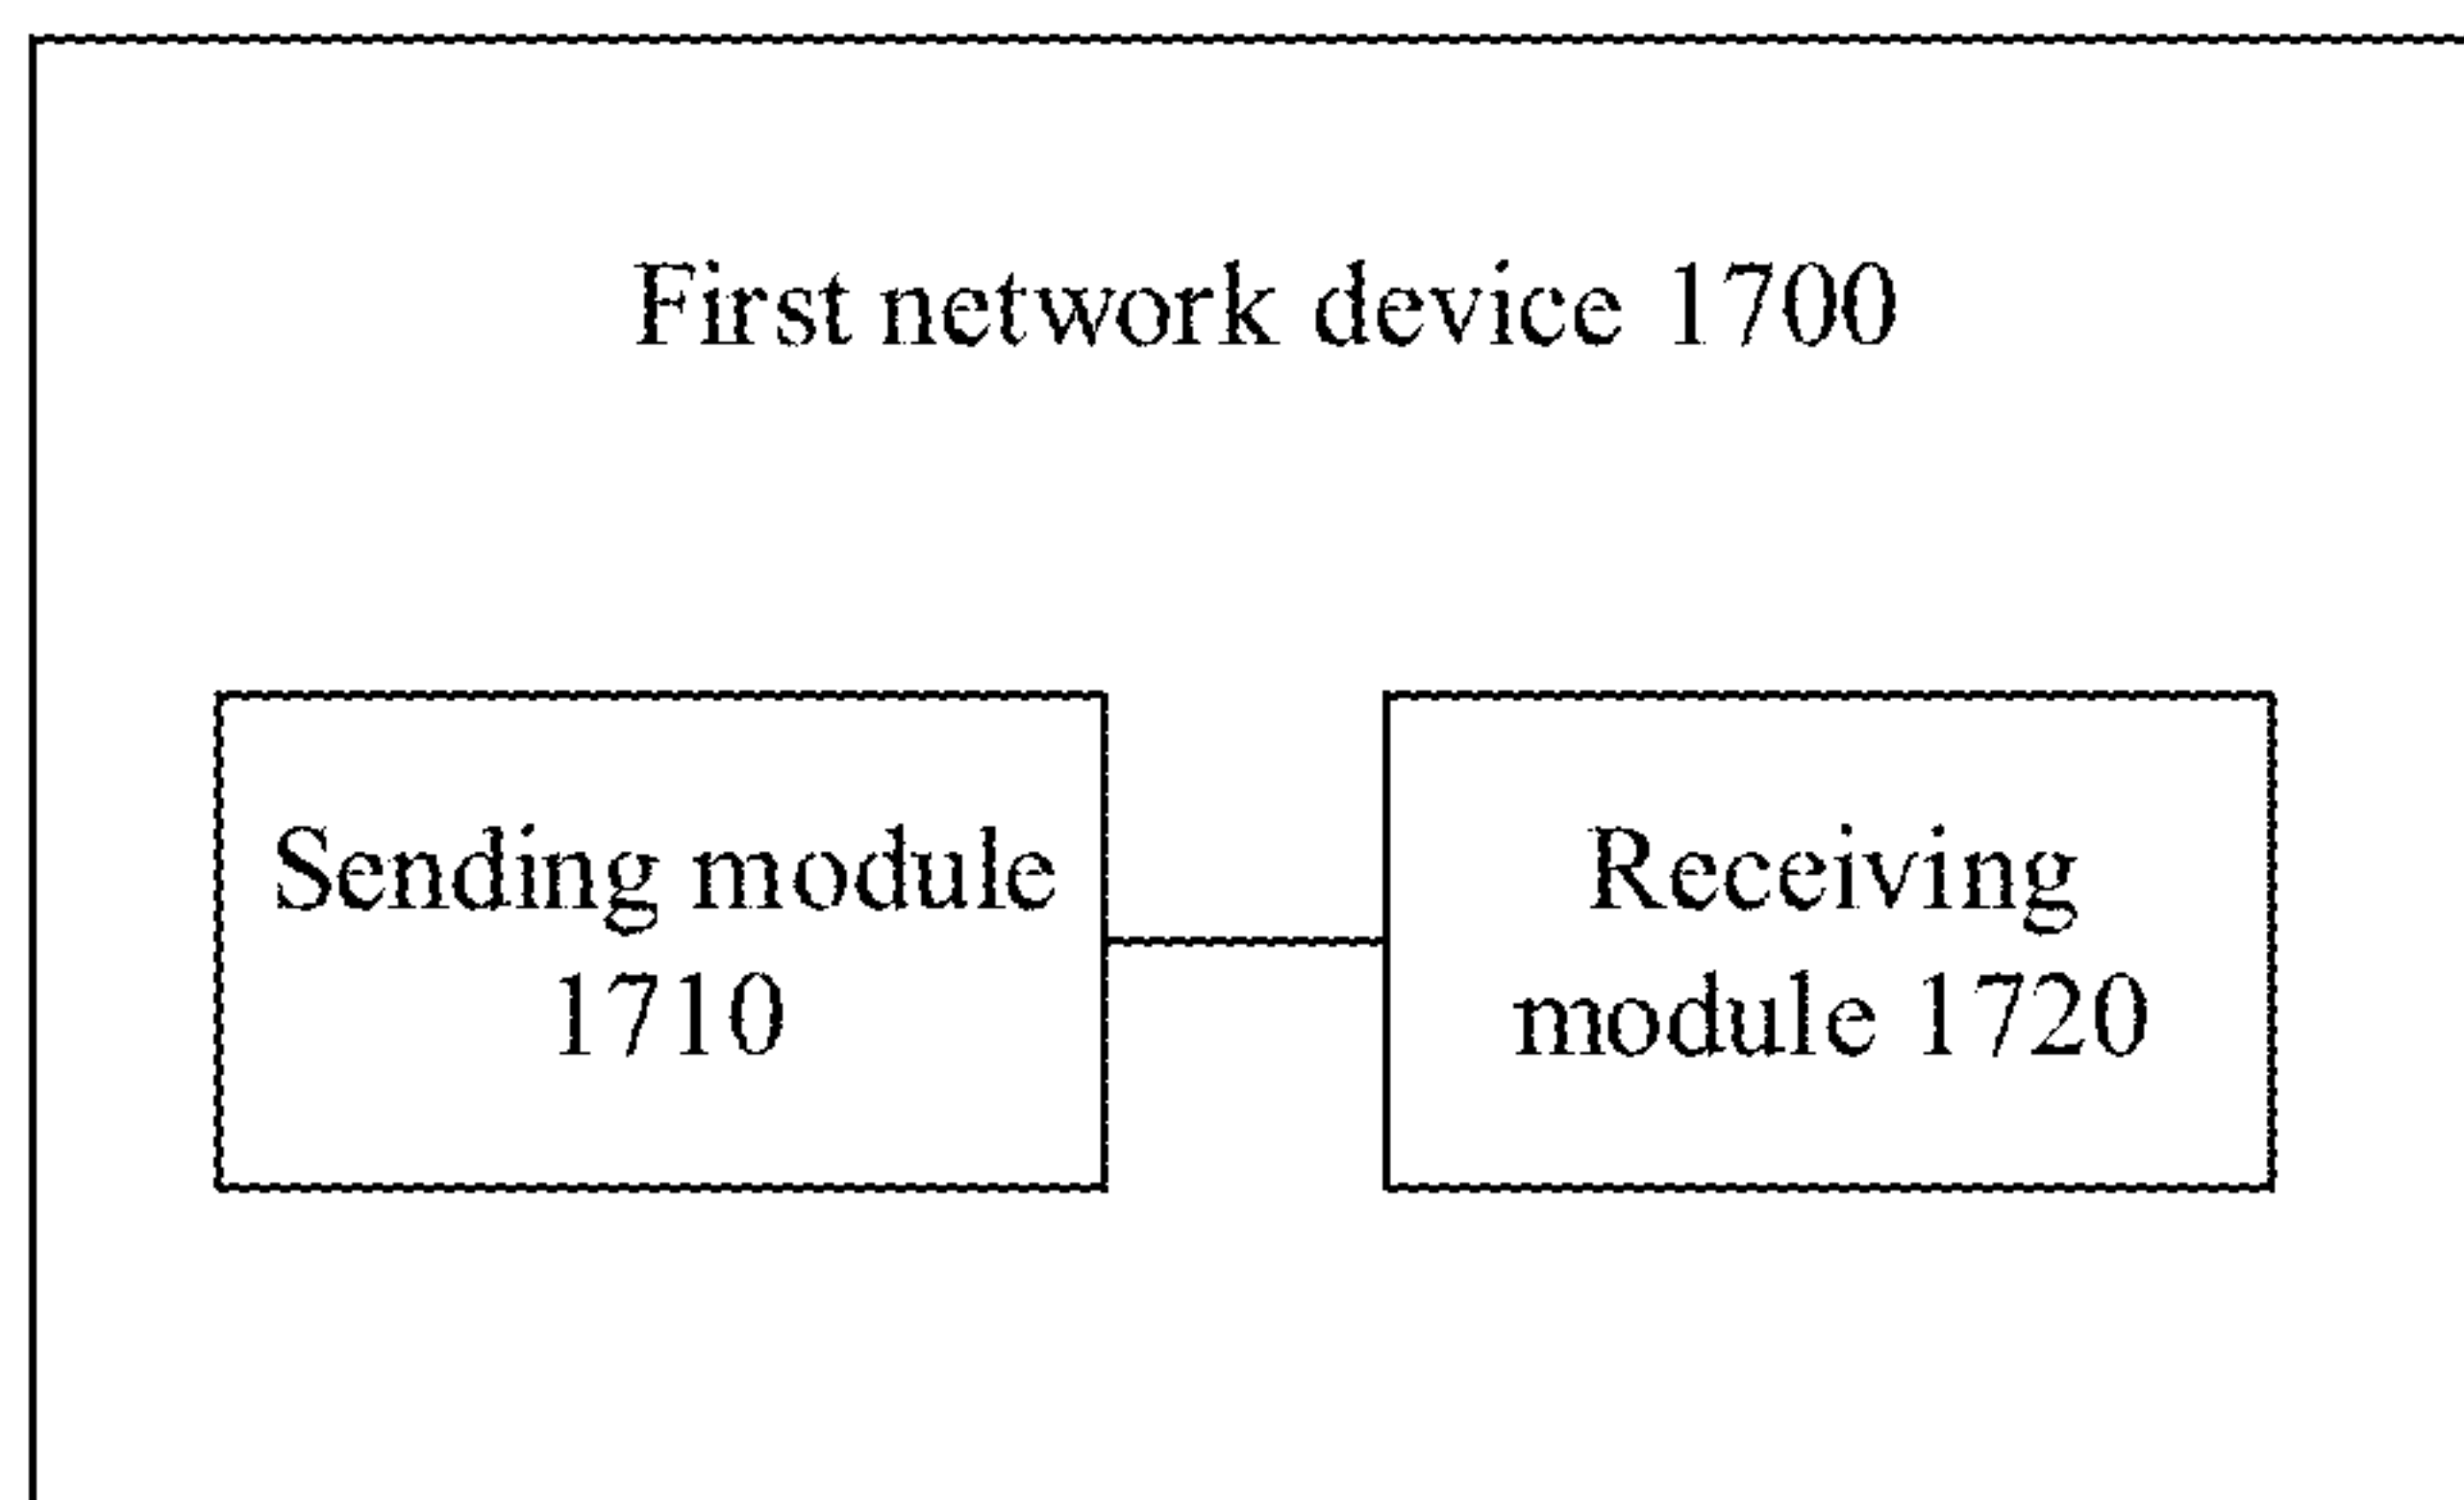 First network device 1700
Sending module
1710
Receiving
module 1720